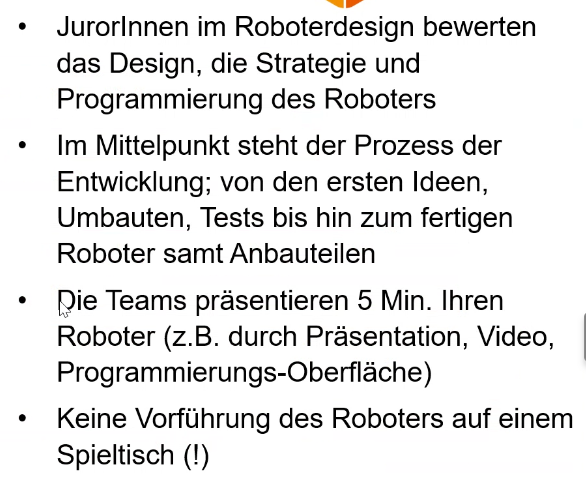 • JurorInnen im Roboterdesign bewerten
das Design, die Strategie und
Programmierung des Roboters
• Im Mittelpunkt steht der Prozess der
Entwicklung; von den ersten Ideen,
Umbauten, Tests bis hin zum fertigen
Roboter samt Anbauteilen
• Die Teams präsentieren 5 Min. Ihren
Roboter (z.B. durch Präsentation, Video,
Programmierungs-Oberfläche)
• Keine Vorführung des Roboters auf einem
Spieltisch (!)